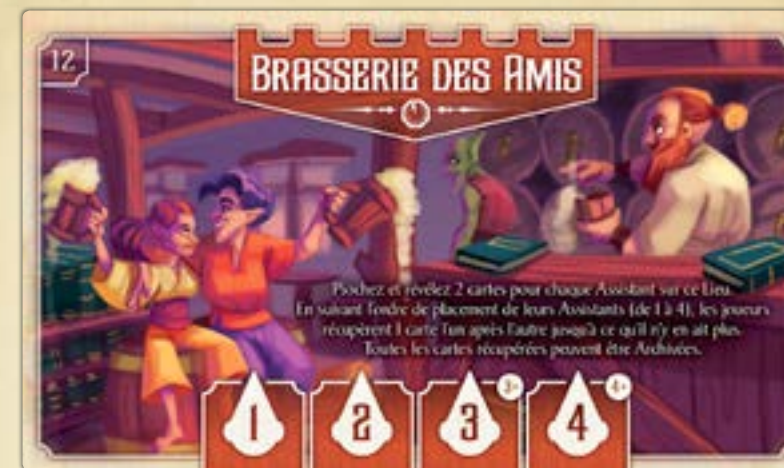 12
BRASSERIE DES AMIS
Piochez et révélez 2 cartes pour chaque Assistant sur ce Lieu.
En suivant l'ordre de placement de leurs Assistants (de 1 à 4), les joueurs
récupèrent 1 carte l'un après l'autre jusqu'à ce qu'il n'y en ait plus.
Toutes les cartes récupérées peuvent être Archivées.
3+ 4+
1 2 3 4